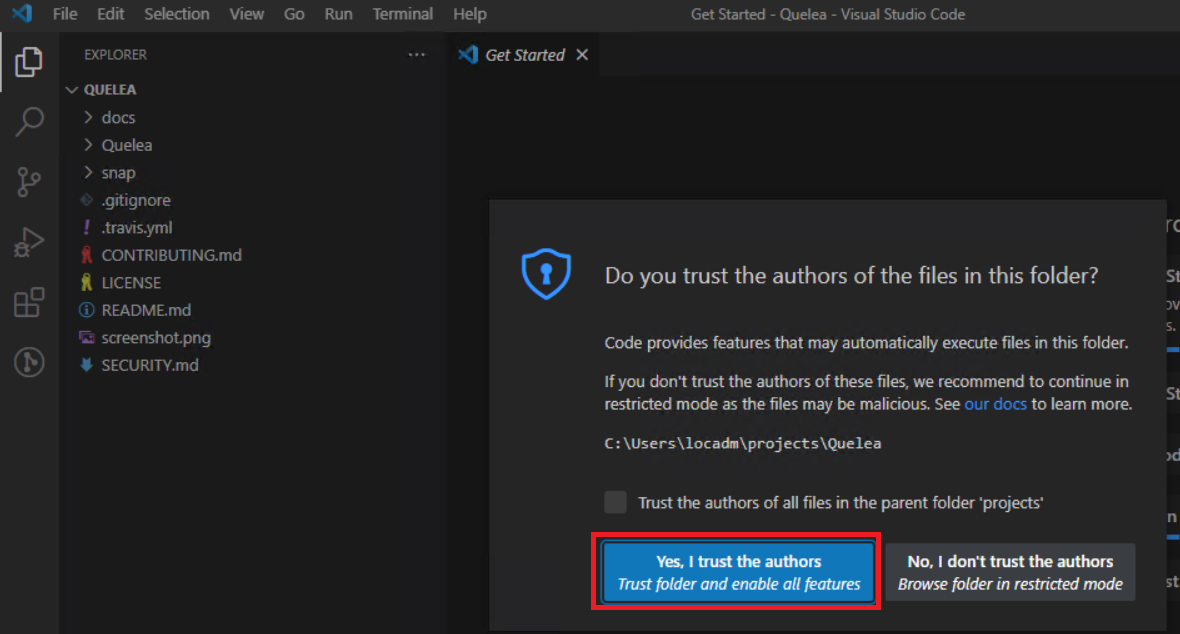 File Edit Selection View Go Run Terminal Help Get Started - Quelea - Visual Studio Code
EXPLORER ...
Get Started
QUELEA
docs
Quelea
snap
.gitignore
.travis.yml
CONTRIBUTING.md
LICENSE
README.md
screenshot.png
SECURITY.md
Do you trust the authors of the files in this folder?
Code provides features that may automatically execute files in this folder.
If you don't trust the authors of these files, we recommend to continue in
restricted mode as the files may be malicious. See our docs to learn more.
C:\Users\locadm\projects\Quelea
Trust the authors of all files in the parent folder 'projects'
Yes, I trust the authors
Trust folder and enable all features
No, I don't trust the authors
Browse folder in restricted mode